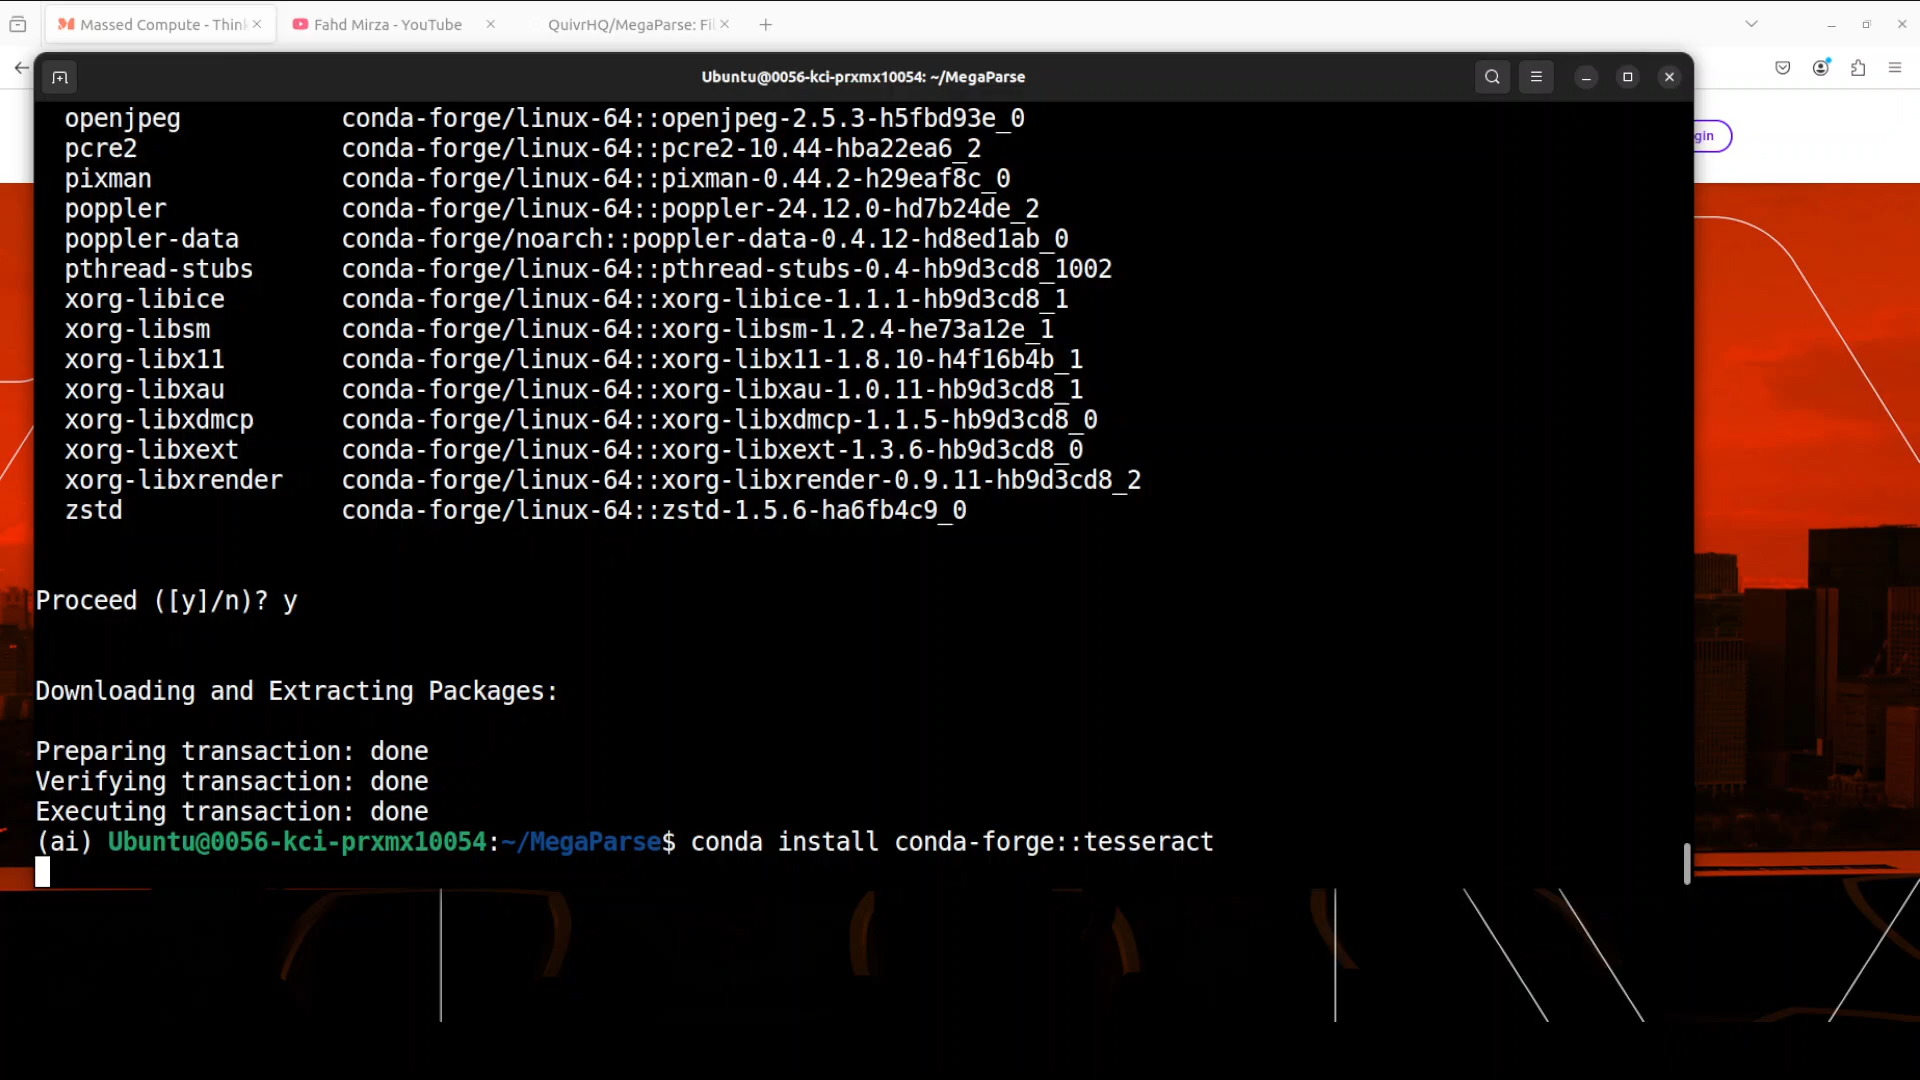 Massed Compute - Think
Fahd Mirza - YouTube
QuivrHQ/MegaParse: Fil
Ubuntu@0056-kci-prxmx10054: ~/MegaParse
gin
openjpeg conda-forge/linux-64::openjpeg-2.5.3-h5fbd93e_0
pcre2 conda-forge/linux-64::pcre2-10.44-hba22ea6_2
pixman conda-forge/linux-64::pixman-0.44.2-h29eaf8c_0
poppler conda-forge/linux-64::poppler-24.12.0-hd7b24de_2
poppler-data conda-forge/noarch::poppler-data-0.4.12-hd8ed1ab_0
pthread-stubs conda-forge/linux-64::pthread-stubs-0.4-hb9d3cd8_1002
xorg-libice conda-forge/linux-64::xorg-libice-1.1.1-hb9d3cd8_1
xorg-libsm conda-forge/linux-64::xorg-libsm-1.2.4-he73a12e_1
xorg-libx11 conda-forge/linux-64::xorg-libx11-1.8.10-h4f16b4b_1
xorg-libxau conda-forge/linux-64::xorg-libxau-1.0.11-hb9d3cd8_1
xorg-libxdmcp conda-forge/linux-64::xorg-libxdmcp-1.1.5-hb9d3cd8_0
xorg-libxext conda-forge/linux-64::xorg-libxext-1.3.6-hb9d3cd8_0
xorg-libxrender conda-forge/linux-64::xorg-libxrender-0.9.11-hb9d3cd8_2
zstd conda-forge/linux-64::zstd-1.5.6-ha6fb4c9_0
Proceed ([y]/n)? y
Downloading and Extracting Packages:
Preparing transaction: done
Verifying transaction: done
Executing transaction: done
(ai) Ubuntu@0056-kci-prxmx10054:~/MegaParse$ conda install conda-forge::tesseract